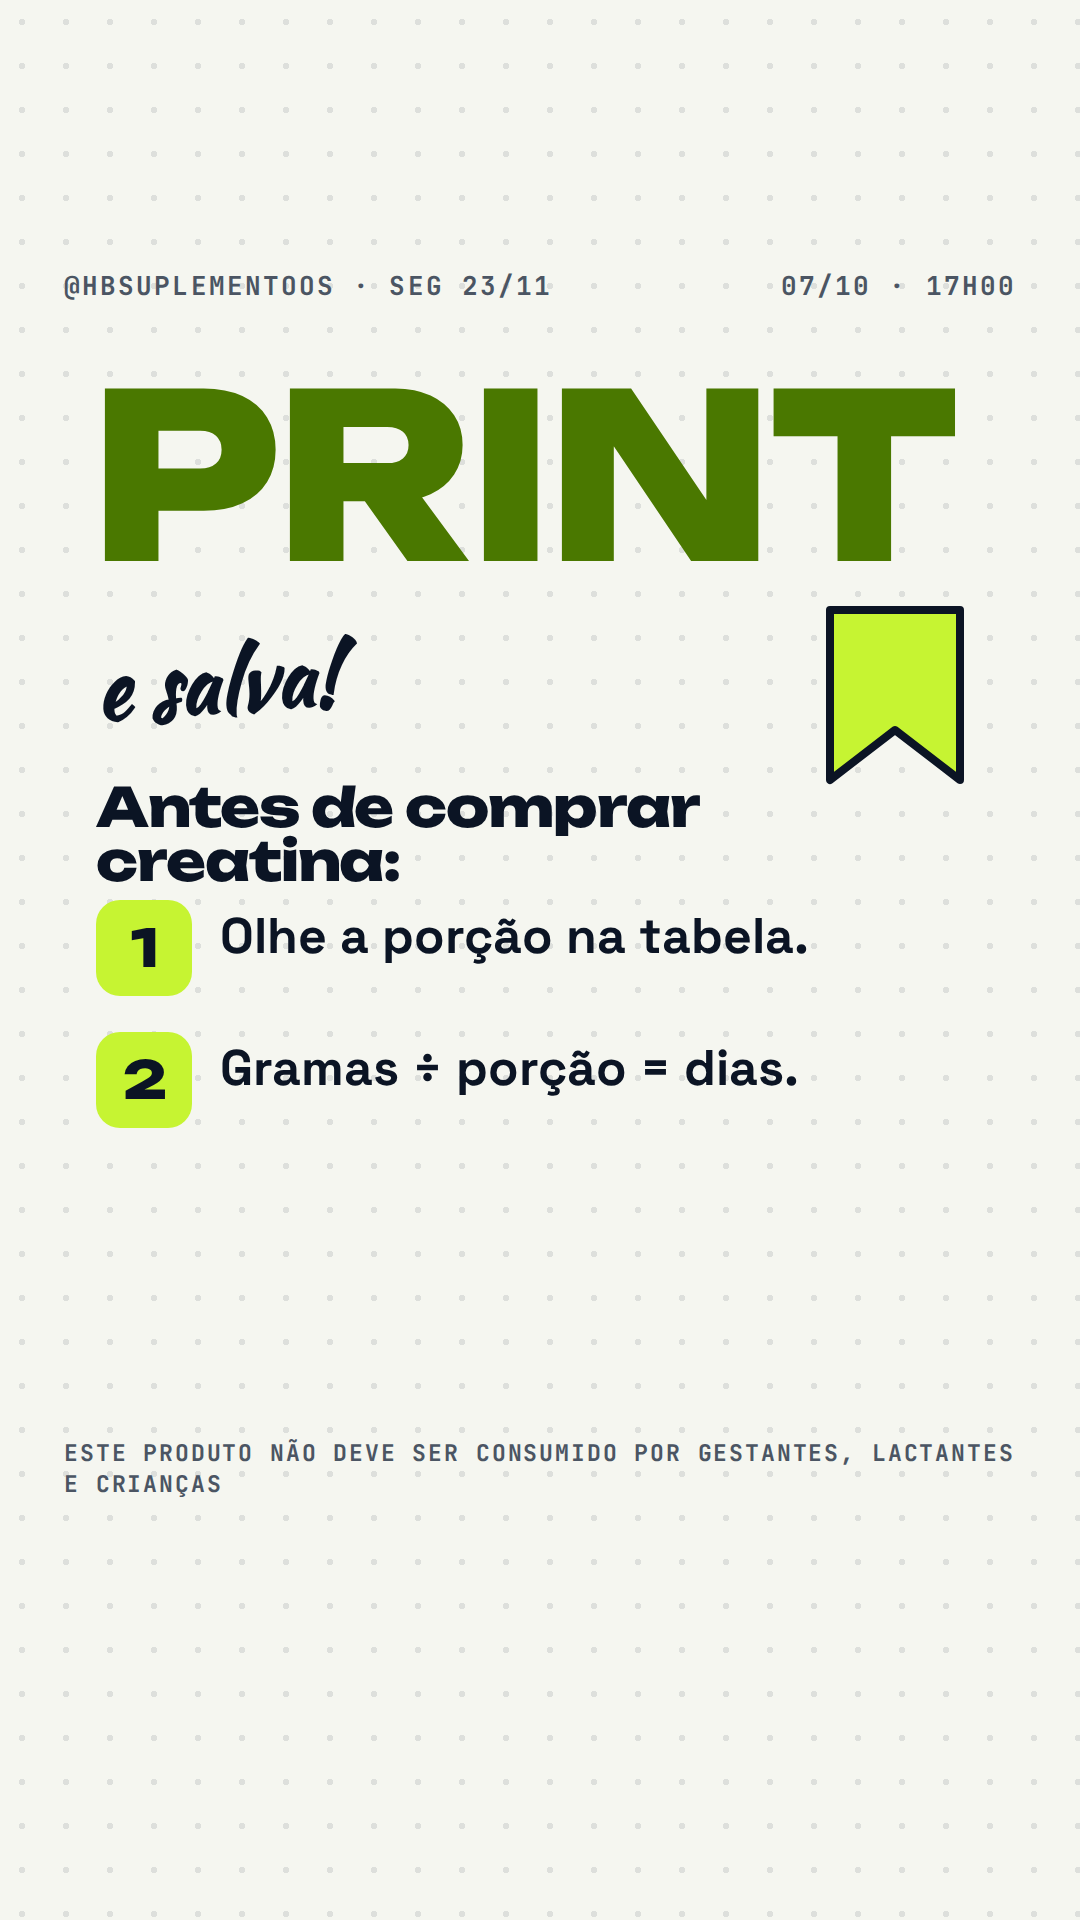 @HBSUPLEMENTOOS · SEG 23/11
07/10 · 17H00
PRINT
e salva!
Antes de comprar
creatina:
1 Olhe a porção na tabela.
2 Gramas ÷ porção = dias.
ESTE PRODUTO NÃO DEVE SER CONSUMIDO POR GESTANTES, LACTANTES
E CRIANÇAS